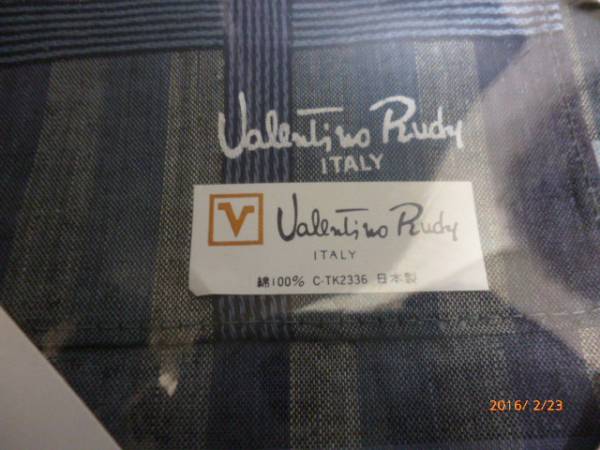 Valentino Rudy
ITALY
V
Valentino Rudy
ITALY
綿100% C-TK2336 日本製
2016/ 2/23